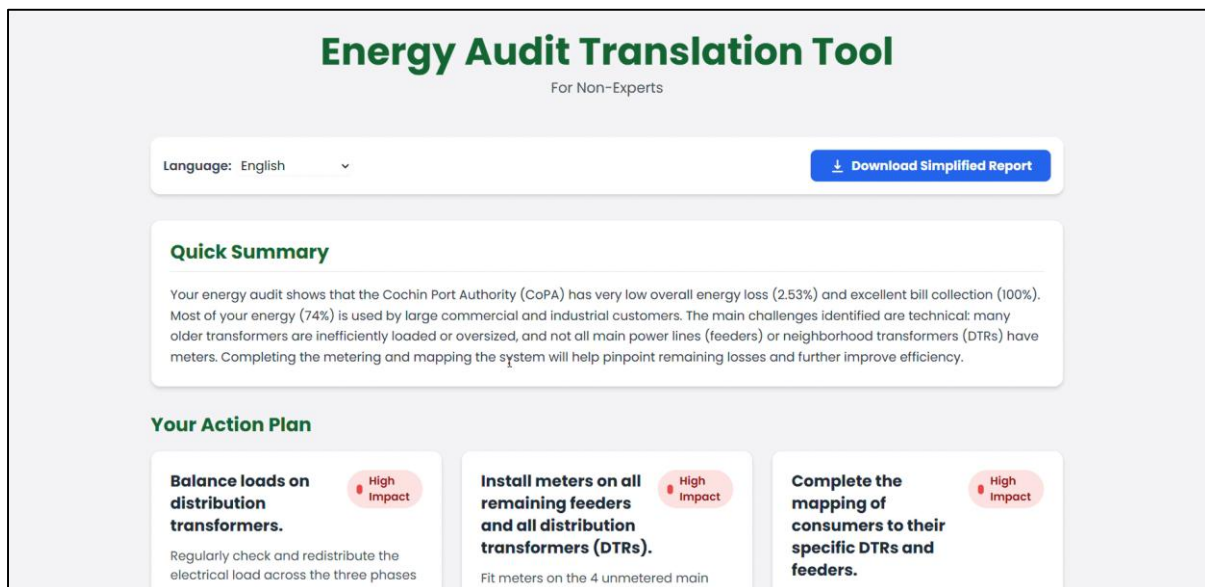 Energy Audit Translation Tool
For Non-Experts
Language: English
Download Simplified Report
Quick Summary
Your energy audit shows that the Cochin Port Authority (CoPA) has very low overall energy loss (2.53%) and excellent bill collection (100%).
Most of your energy (74%) is used by large commercial and industrial customers. The main challenges identified are technical: many
older transformers are inefficiently loaded or oversized, and not all main power lines (feeders) or neighborhood transformers (DTRs) have
meters. Completing the metering and mapping the system will help pinpoint remaining losses and further improve efficiency.
Your Action Plan
Balance loads on
distribution
transformers.
High
Impact
Regularly check and redistribute the
electrical load across the three phases
Install meters on all
remaining feeders
and all distribution
transformers (DTRs).
High
Impact
Fit meters on the 4 unmetered main
Complete the
mapping of
consumers to their
specific DTRs and
feeders.
High
Impact